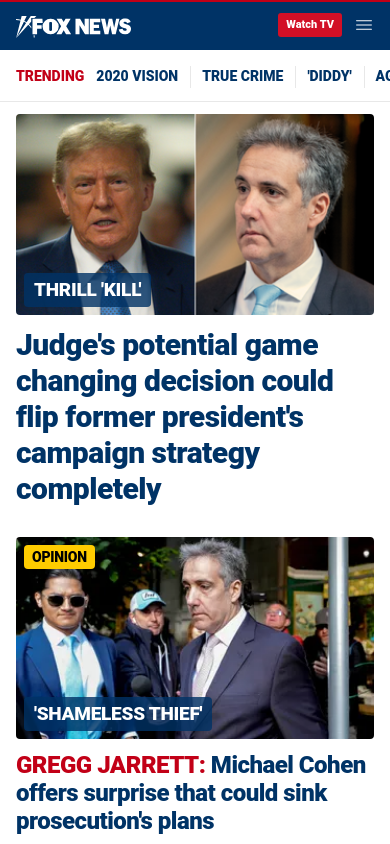 FOX NEWS
Watch TV
TRENDING 2020 VISION TRUE CRIME 'DIDDY' AC
THRILL 'KILL'
Judge's potential game
changing decision could
flip former president's
campaign strategy
completely
OPINION
'SHAMELESS THIEF'
GREGG JARRETT: Michael Cohen
offers surprise that could sink
prosecution's plans